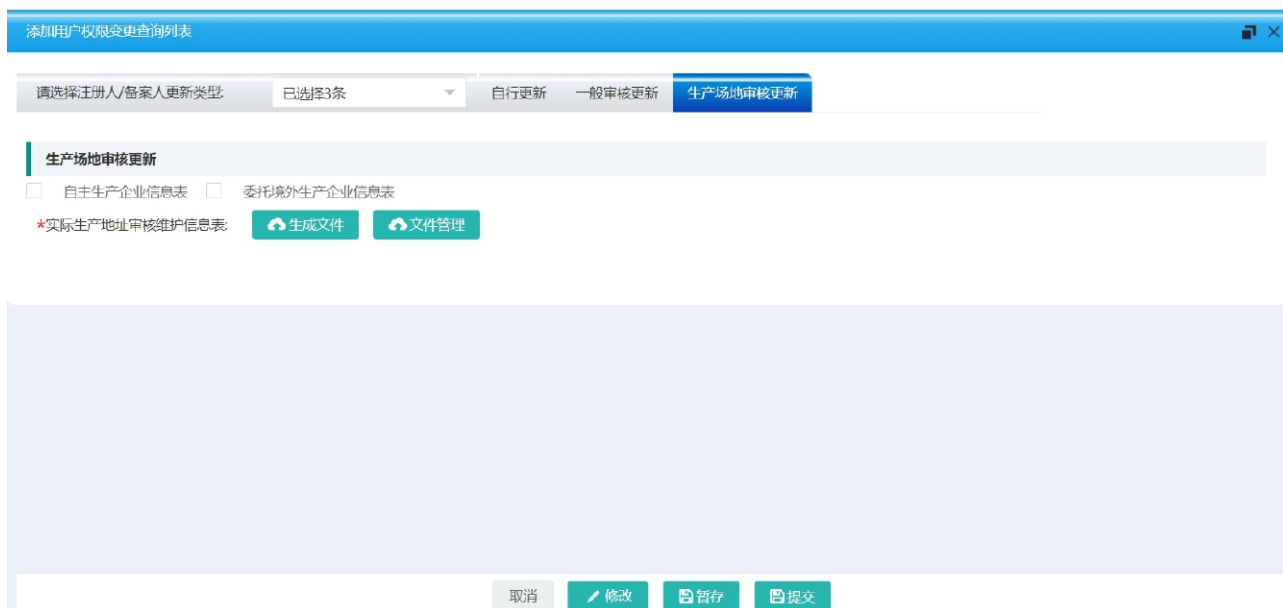 添加用户权限变更查询列表
请选择注册人/备案人更新类型: 已选择3条 自行更新 一般审核更新 生产场地审核更新
生产场地审核更新
自主生产企业信息表 委托境外生产企业信息表
*实际生产地址审核维护信息表: 生成文件 文件管理
取消 修改 暂存 提交